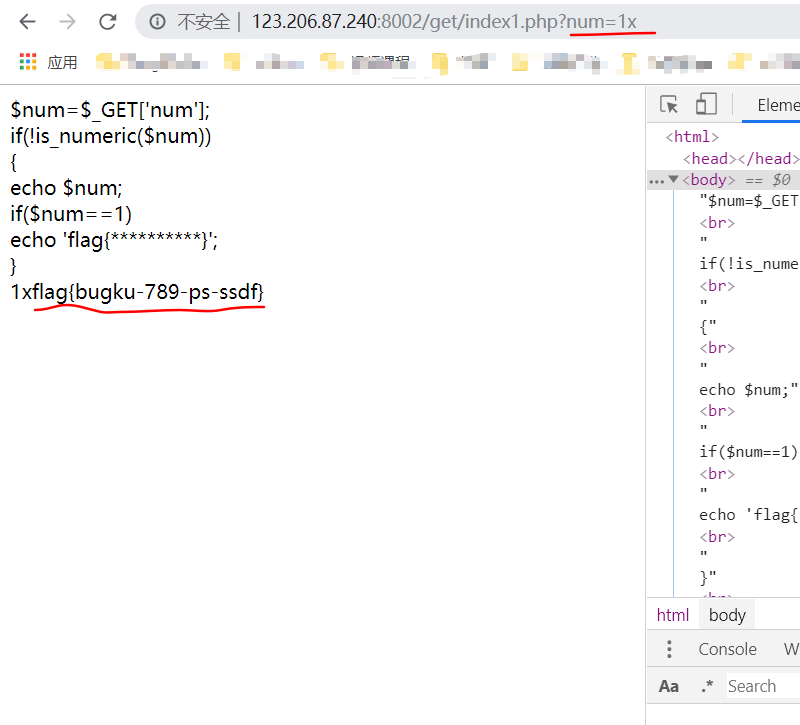 不安全 | 123.206.87.240:8002/get/index1.php?num=1x
应用
$num=$_GET['num'];
if(!is_numeric($num))
{
echo $num;
if($num==1)
echo 'flag{**********}';
}
1xflag{bugku-789-ps-ssdf}
Eleme
<html>
<head></head>
<body> == $0
"$num=$_GET
<br>
"
if(!is_nume
<br>
"
{"
<br>
"
echo $num;"
<br>
"
if($num==1)
<br>
"
echo 'flag{
<br>
"
}"
<br>
html body
Console W
Aa .* Search